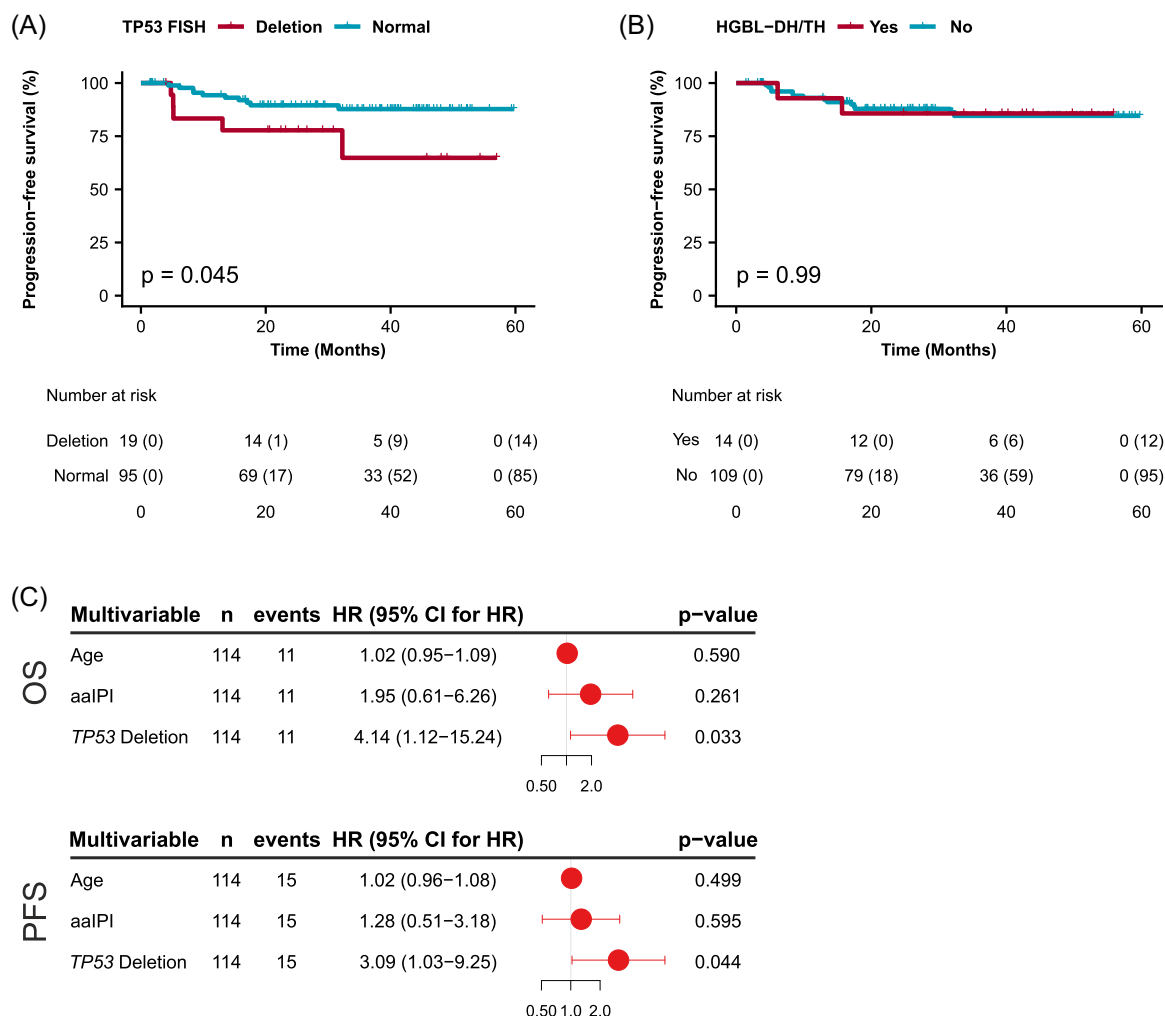 (A)
TP53 FISH Deletion Normal
Progression−free survival (%)
100
75
50
25
0
p = 0.045
0 20 40 60
Time (Months)
Number at risk
Deletion 19 (0) 14 (1) 5 (9) 0 (14)
Normal 95 (0) 69 (17) 33 (52) 0 (85)
0 20 40 60
(B)
HGBL−DH/TH Yes No
Progression−free survival (%)
100
75
50
25
0
p = 0.99
0 20 40 60
Time (Months)
Number at risk
Yes 14 (0) 12 (0) 6 (6) 0 (12)
No 109 (0) 79 (18) 36 (59) 0 (95)
0 20 40 60
(C)
OS
Multivariable n events HR (95% CI for HR) p−value
Age 114 11 1.02 (0.95−1.09) 0.590
aaIPI 114 11 1.95 (0.61−6.26) 0.261
TP53 Deletion 114 11 4.14 (1.12−15.24) 0.033
0.50 2.0
PFS
Multivariable n events HR (95% CI for HR) p−value
Age 114 15 1.02 (0.96−1.08) 0.499
aaIPI 114 15 1.28 (0.51−3.18) 0.595
TP53 Deletion 114 15 3.09 (1.03−9.25) 0.044
0.50 1.0 2.0